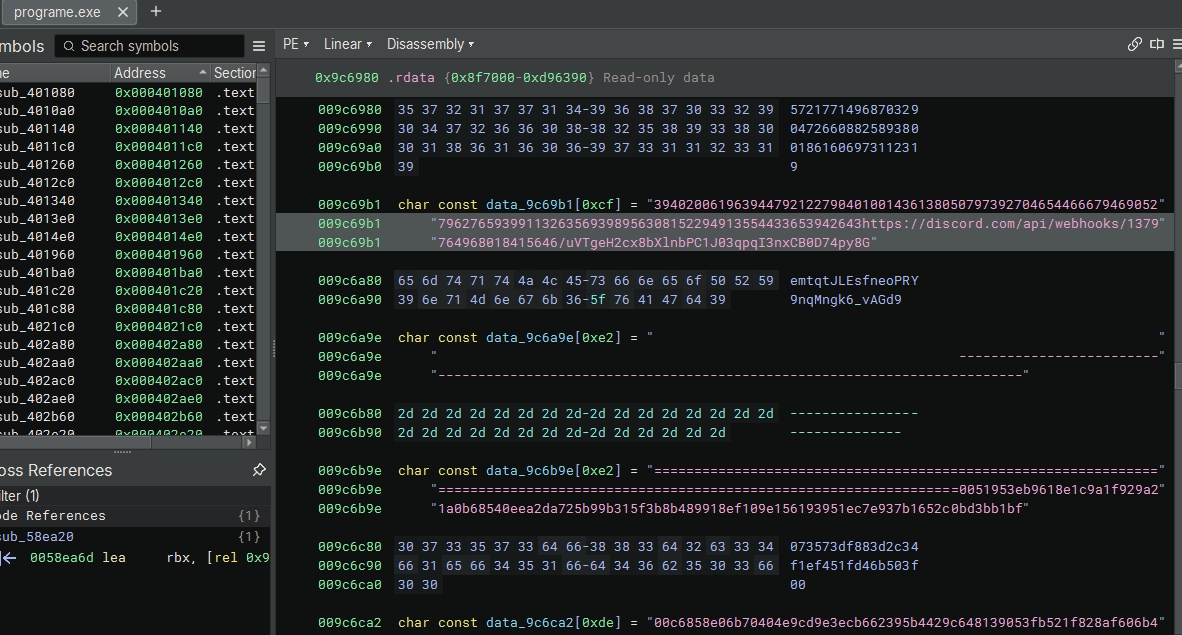 programe.exe
mbols
Search symbols
PE
Linear
Disassembly
e
Address
Section
sub_401080 0x000401080 .text
sub_4010a0 0x0004010a0 .text
sub_401140 0x000401140 .text
sub_4011c0 0x0004011c0 .text
sub_401260 0x000401260 .text
sub_4012c0 0x0004012c0 .text
sub_401340 0x000401340 .text
sub_4013e0 0x0004013e0 .text
sub_4014e0 0x0004014e0 .text
sub_401960 0x000401960 .text
sub_401ba0 0x000401ba0 .text
sub_401c20 0x000401c20 .text
sub_401c80 0x000401c80 .text
sub_4021c0 0x0004021c0 .text
sub_402a80 0x000402a80 .text
sub_402aa0 0x000402aa0 .text
sub_402ac0 0x000402ac0 .text
sub_402ae0 0x000402ae0 .text
sub_402b60 0x000402b60 .text
sub_402e20 0x000402e20 .text
oss References
ilter (1)
de References {1}
sub_58ea20 {1}
0058ea6d lea rbx, [rel 0x9
0x9c6980 .rdata {0x8f7000-0xd96390} Read-only data
009c6980 35 37 32 31 37 37 31 34-39 36 38 37 30 33 32 39 5721771496870329
009c6990 30 34 37 32 36 36 30 38-38 32 35 38 39 33 38 30 0472660882589380
009c69a0 30 31 38 36 31 36 30 36-39 37 33 31 31 32 33 31 0186160697311231
009c69b0 39 9
009c69b1 char const data_9c69b1[0xcf] = "394020061963944792122790401001436138050797392704654466679469052"
009c69b1 "79627659399113263569398956308152294913554433653942643https://discord.com/api/webhooks/1379"
009c69b1 "764968018415646/uVTgeH2cx8bXlnbPC1J03qpqI3nxCB0D74py8G"
009c6a80 65 6d 74 71 74 4a 4c 45-73 66 6e 65 6f 50 52 59 emtqtJLEsfneoPRY
009c6a90 39 6e 71 4d 6e 67 6b 36-5f 76 41 47 64 39 9nqMngk6_vAGd9
009c6a9e char const data_9c6a9e[0xe2] = " "
009c6a9e " -------------------------"
009c6a9e "-------------------------------------------------------------------------"
009c6b80 2d 2d 2d 2d 2d 2d 2d 2d-2d 2d 2d 2d 2d 2d 2d 2d ----------------
009c6b90 2d 2d 2d 2d 2d 2d 2d 2d-2d 2d 2d 2d 2d 2d --------------
009c6b9e char const data_9c6b9e[0xe2] = "==============================================================="
009c6b9e "=================================================================0051953eb9618e1c9a1f929a2"
009c6b9e "1a0b68540eea2da725b99b315f3b8b489918ef109e156193951ec7e937b1652c0bd3bb1bf"
009c6c80 30 37 33 35 37 33 64 66-38 38 33 64 32 63 33 34 073573df883d2c34
009c6c90 66 31 65 66 34 35 31 66-64 34 36 62 35 30 33 66 f1ef451fd46b503f
009c6ca0 30 30 00
009c6ca2 char const data_9c6ca2[0xde] = "00c6858e06b70404e9cd9e3ecb662395b4429c648139053fb521f828af606b4"